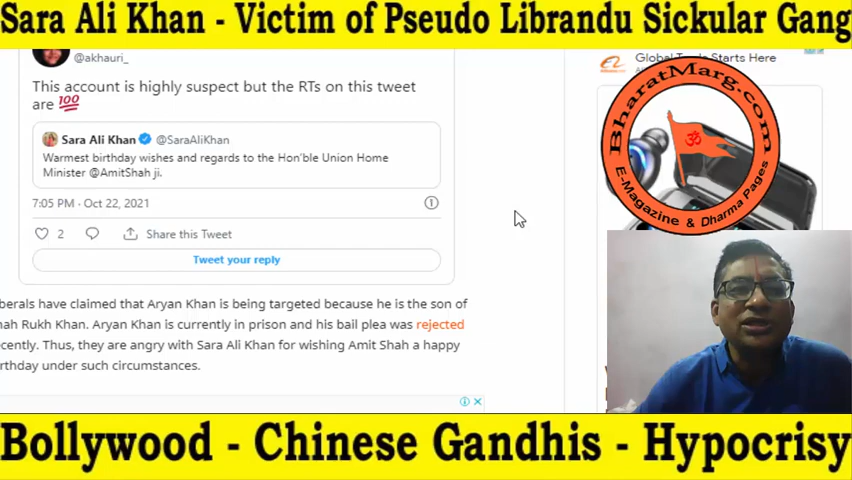 Sara Ali Khan - Victim of Pseudo Librandu Sickular Gang
@akhauri_
This account is highly suspect but the RTs on this tweet
are 💯
Sara Ali Khan @SaraAliKhan
Warmest birthday wishes and regards to the Hon'ble Union Home
Minister @AmitShah ji.
7:05 PM · Oct 22, 2021
2
Share this Tweet
Tweet your reply
berals have claimed that Aryan Khan is being targeted because he is the son of
hah Rukh Khan. Aryan Khan is currently in prison and his bail plea was rejected
cently. Thus, they are angry with Sara Ali Khan for wishing Amit Shah a happy
rthday under such circumstances.
Global Trade Starts Here
BharatMarg.com
ॐ
E-Magazine & Dharma Pages
Bollywood - Chinese Gandhis - Hypocrisy